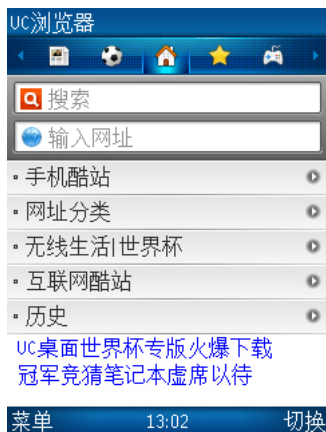 UC浏览器
搜索
输入网址
手机酷站
网址分类
无线生活|世界杯
互联网酷站
历史
UC桌面世界杯专版火爆下载
冠军竞猜笔记本虚席以待
菜单 13:02 切换